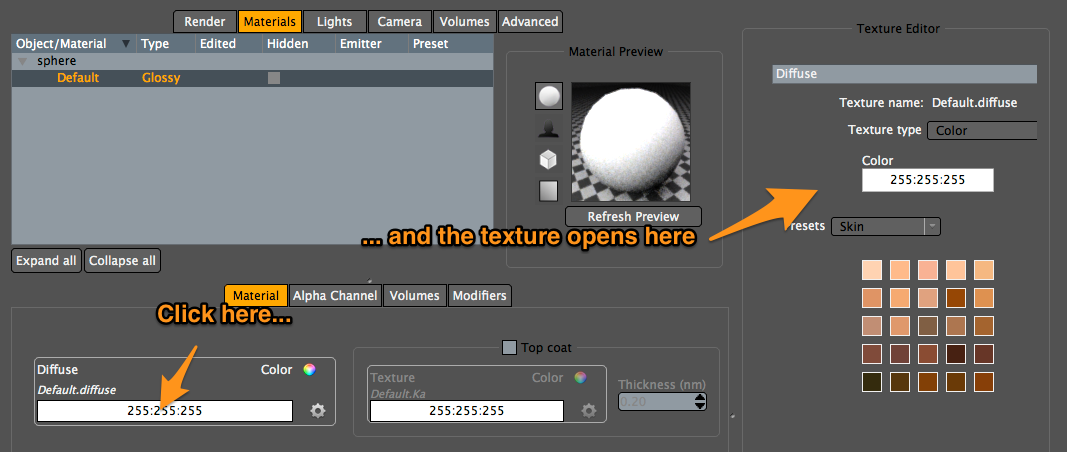 Render Materials Lights Camera Volumes Advanced
Object/Material Type Edited Hidden Emitter Preset
sphere
Default Glossy
Material Preview
Refresh Preview
Texture Editor
Diffuse
Texture name: Default.diffuse
Texture type Color
Color
255:255:255
Presets Skin
... and the texture opens here
Expand all Collapse all
Material Alpha Channel Volumes Modifiers
Click here...
Diffuse Color
Default.diffuse
255:255:255
Top coat
Texture Color
Default.Ka
255:255:255
Thickness (nm)
0.20